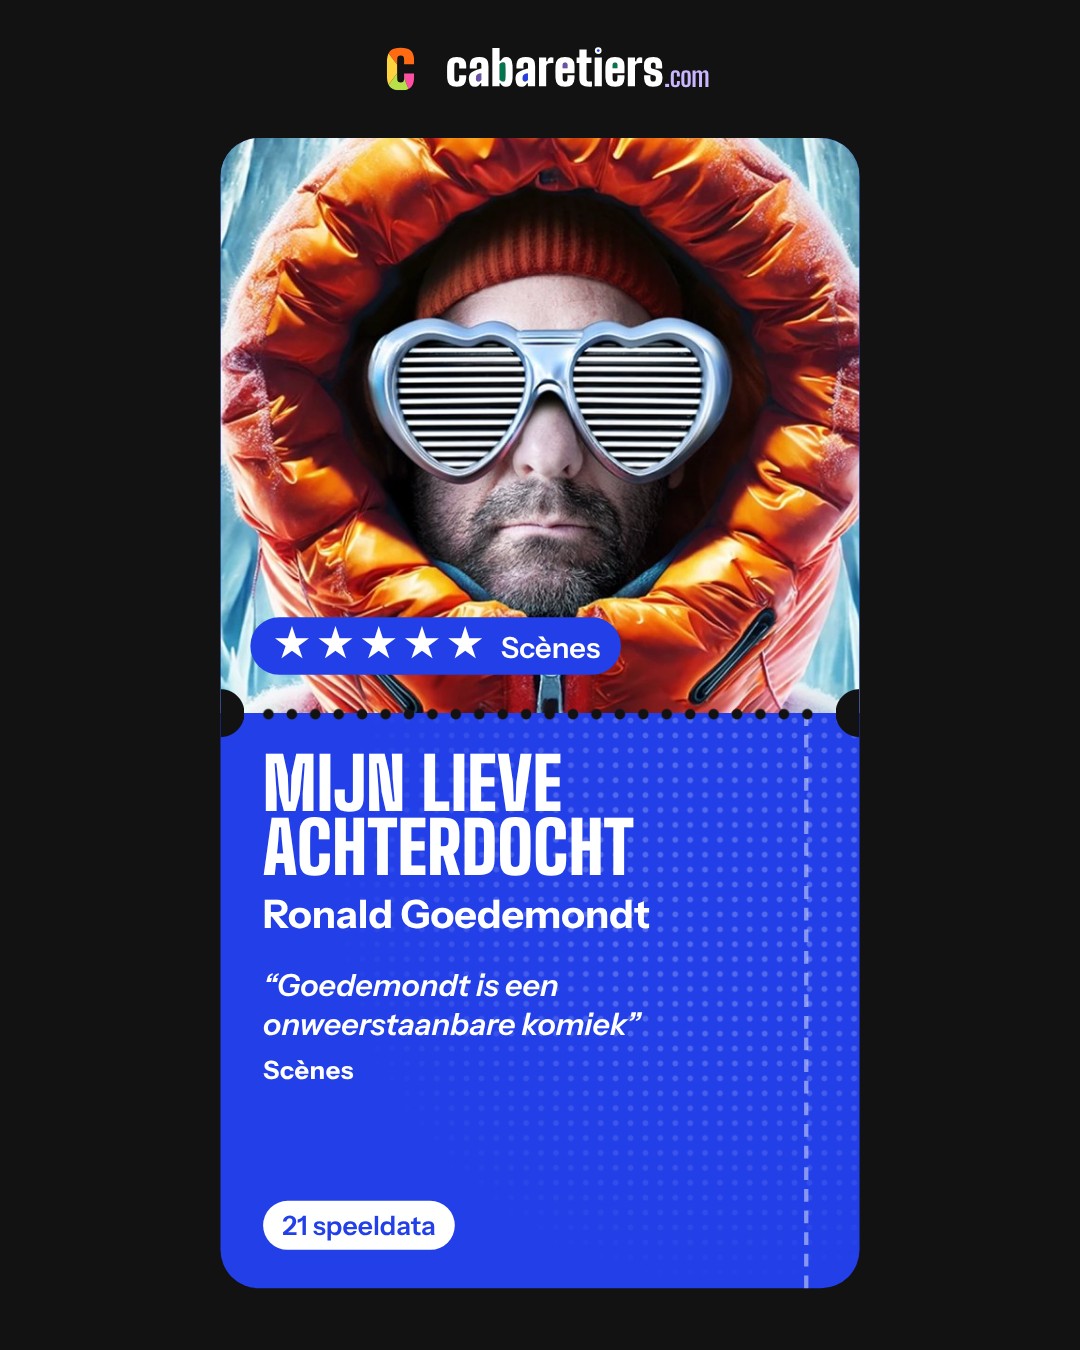 cabaretiers.com
★★★★★ Scènes
MIJN LIEVE
ACHTERDOCHT
Ronald Goedemondt
“Goedemondt is een
onweerstaanbare komiek”
Scènes
21 speeldata